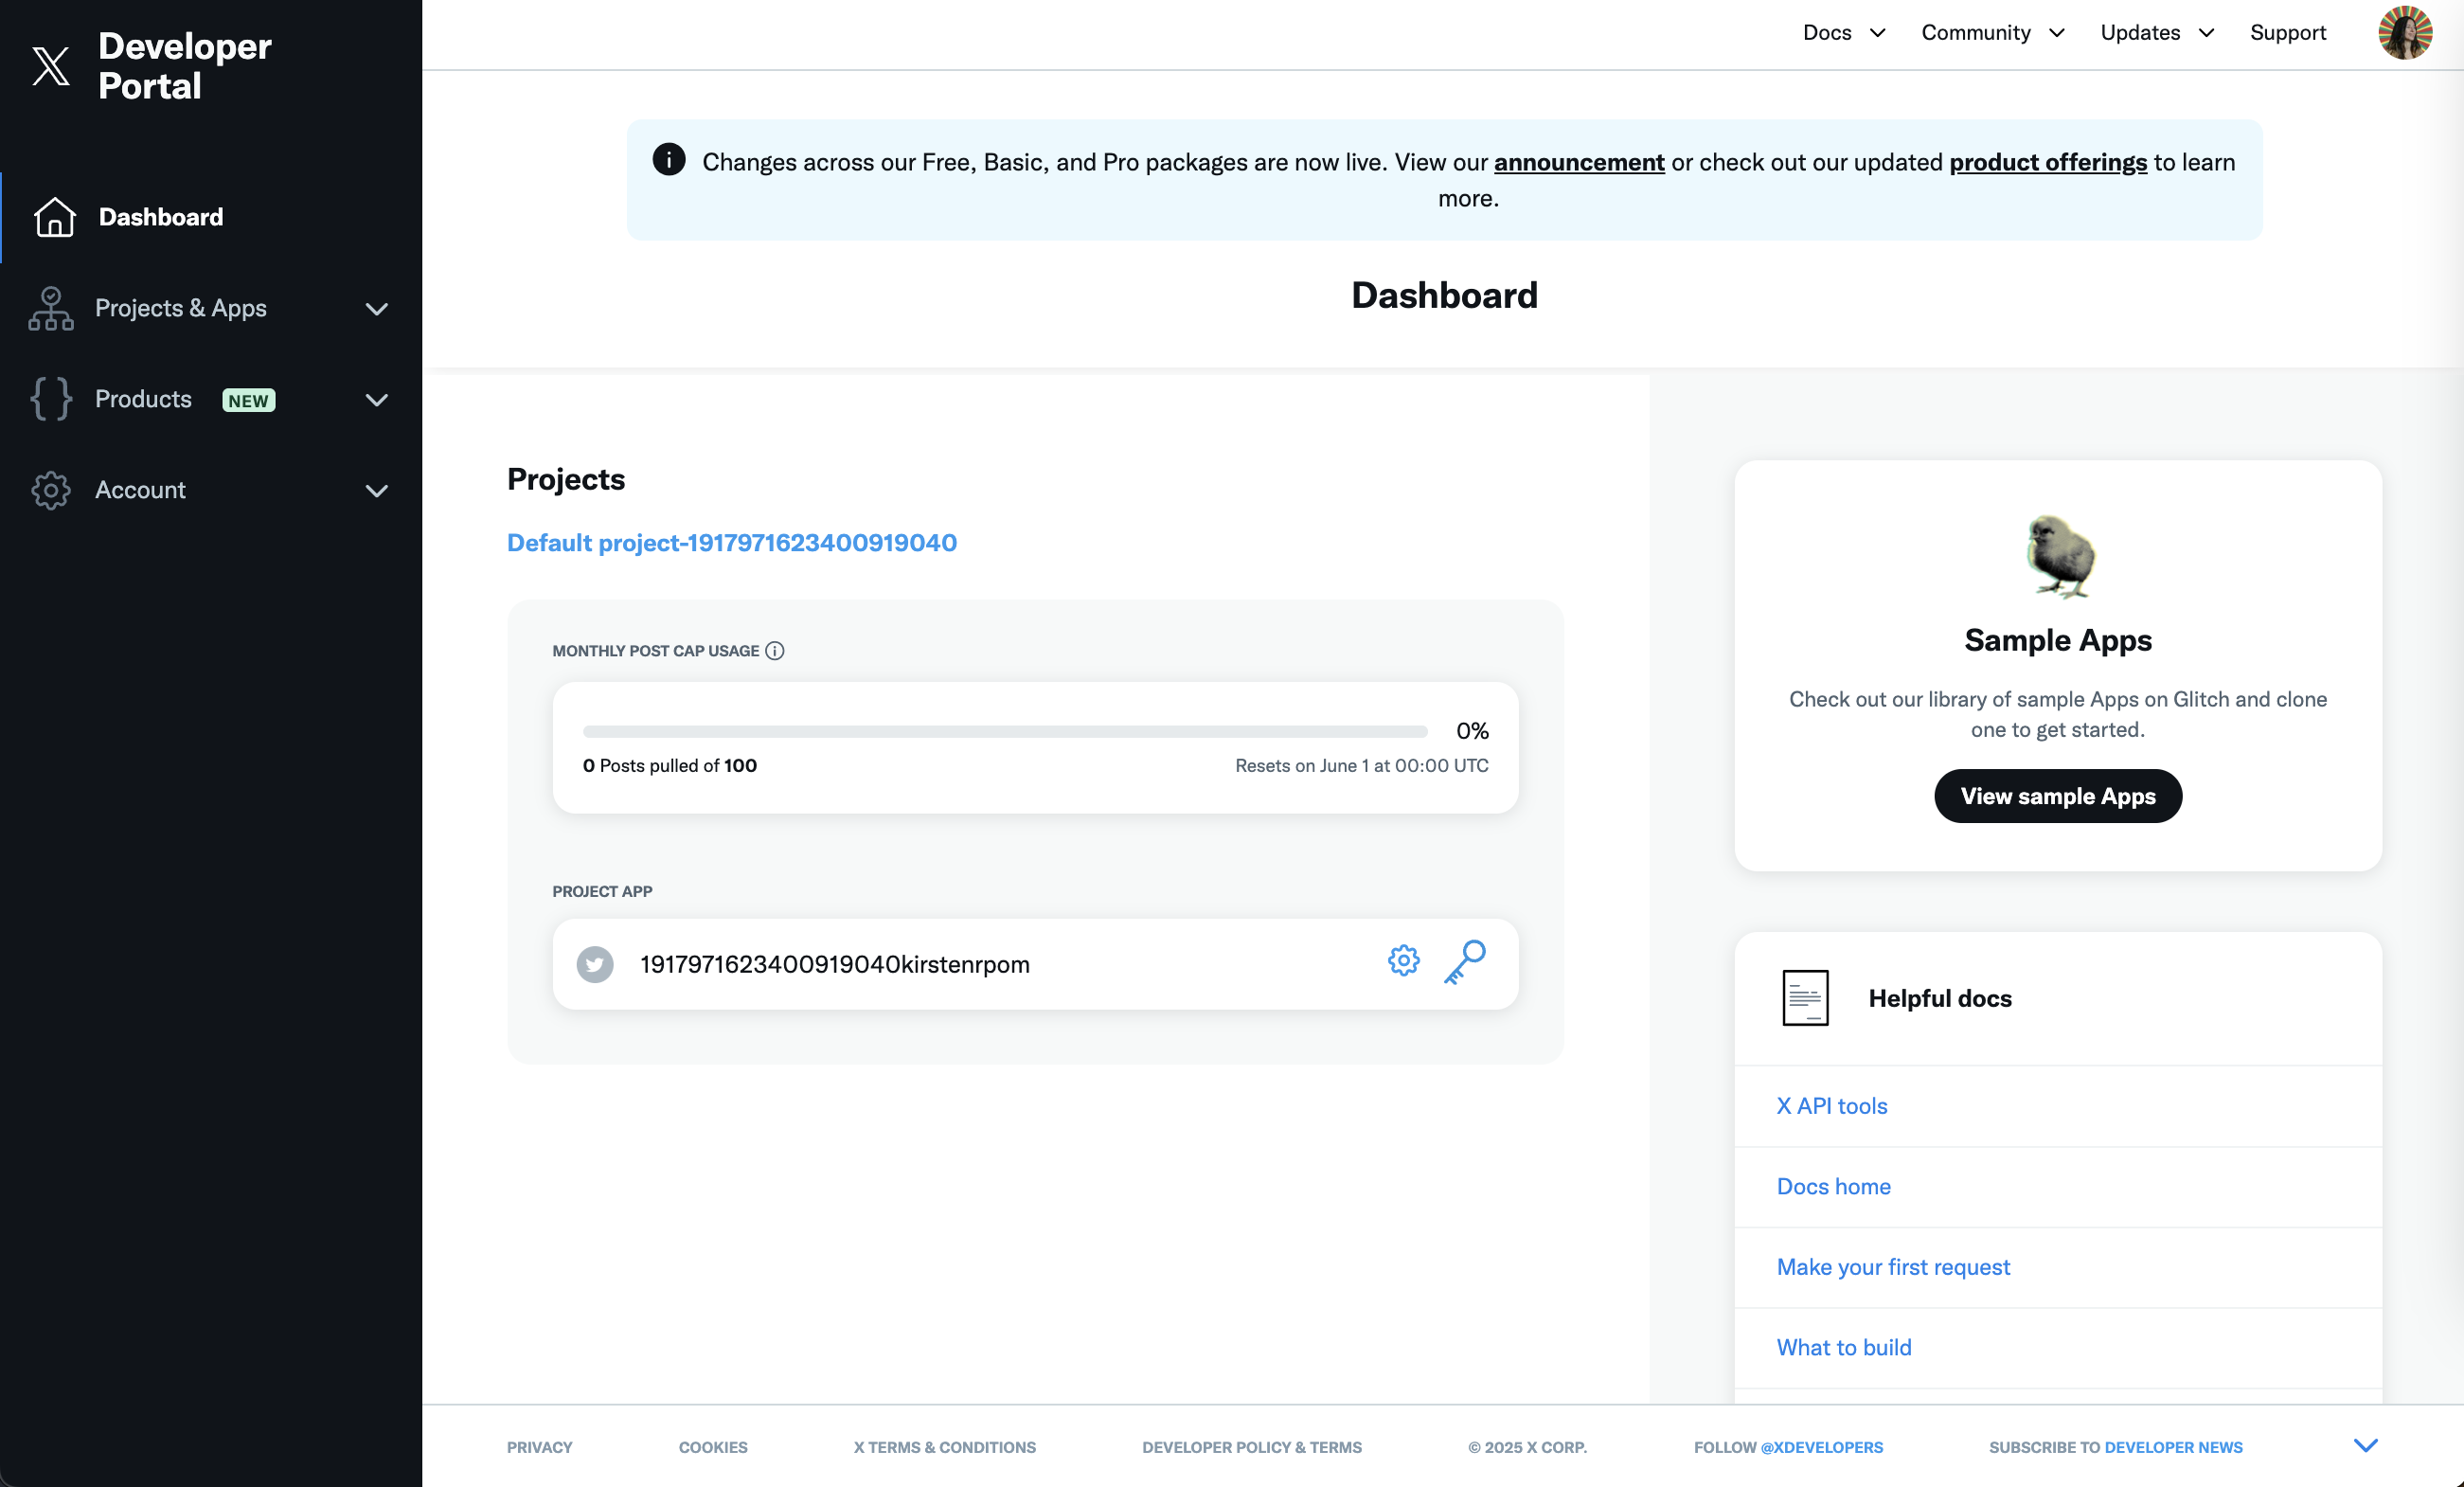 Developer
Portal
Dashboard
Projects & Apps
Products NEW
Account
Docs Community Updates Support
Changes across our Free, Basic, and Pro packages are now live. View our announcement or check out our updated product offerings to learn
more.
Dashboard
Projects
Default project-1917971623400919040
MONTHLY POST CAP USAGE
0%
0 Posts pulled of 100 Resets on June 1 at 00:00 UTC
PROJECT APP
1917971623400919040kirstenrpom
Sample Apps
Check out our library of sample Apps on Glitch and clone
one to get started.
View sample Apps
Helpful docs
X API tools
Docs home
Make your first request
What to build
PRIVACY COOKIES X TERMS & CONDITIONS DEVELOPER POLICY & TERMS © 2025 X CORP. FOLLOW @XDEVELOPERS SUBSCRIBE TO DEVELOPER NEWS